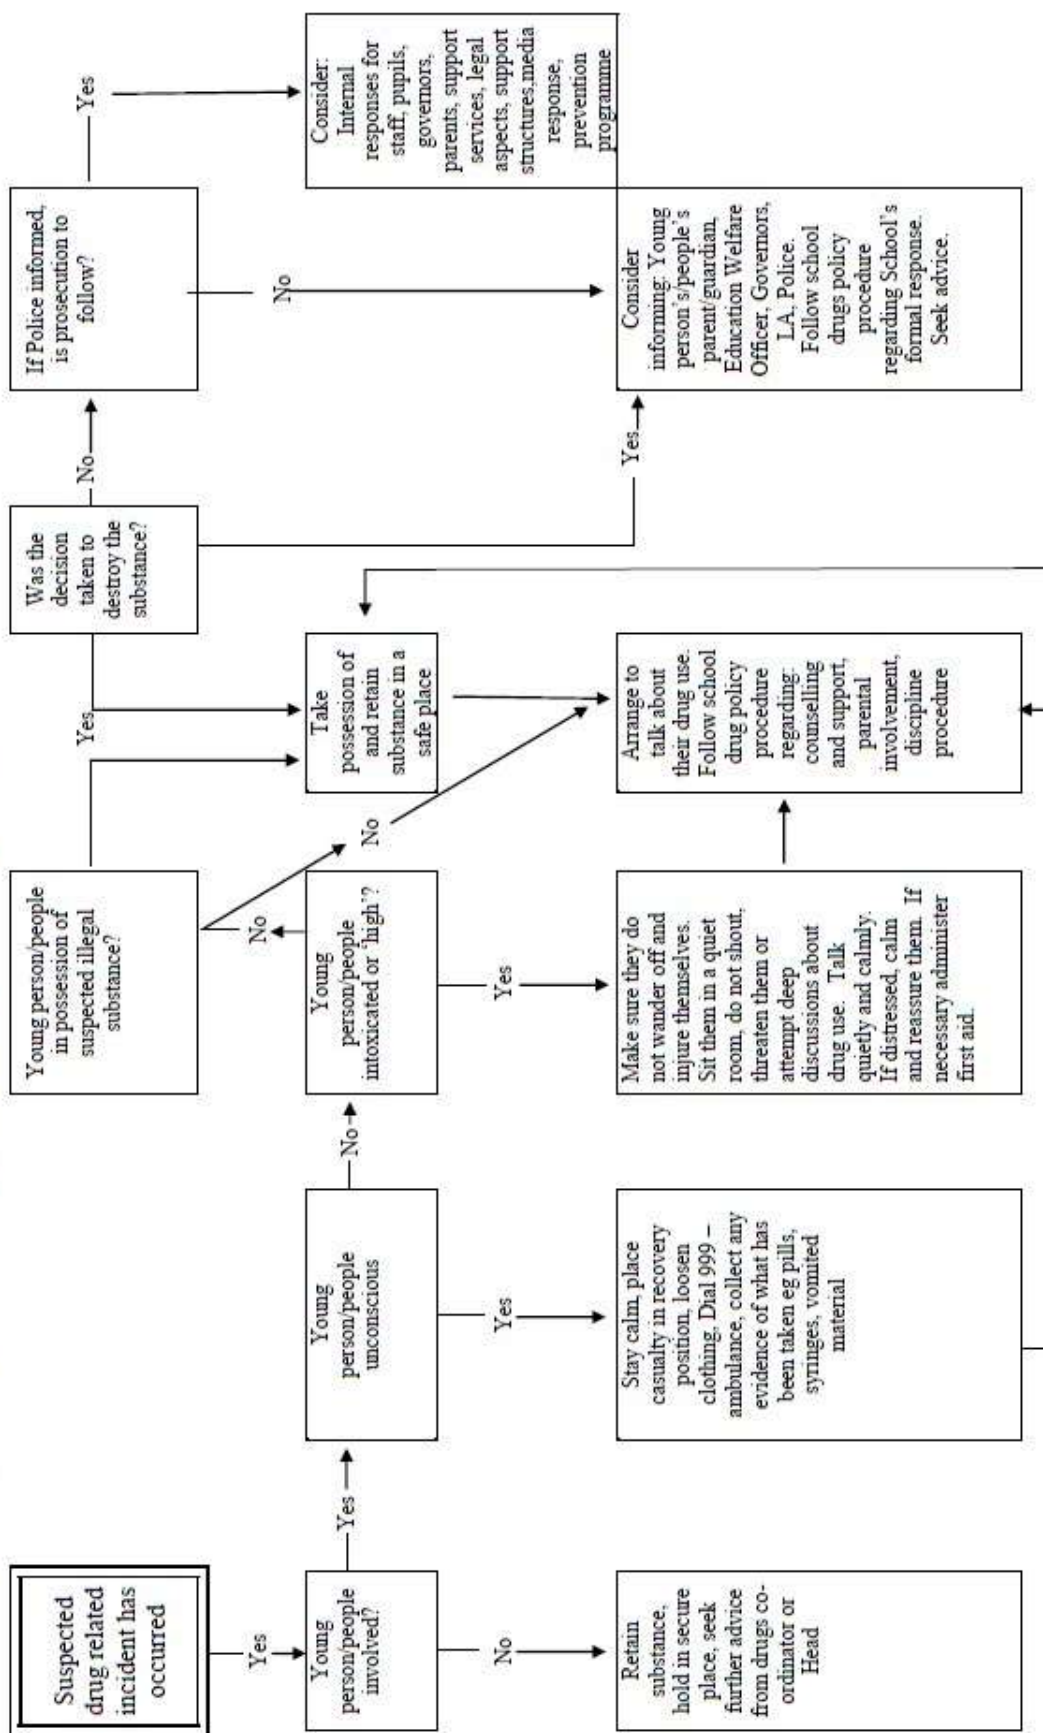 Suspected
drug related
incident has
occurred
Yes
Young
person/people
involved?
No
Retain
substance,
hold in secure
place, seek
further advice
from drugs co-
ordinator or
Head
Yes
Young
person/people
unconscious
Yes
Stay calm, place
casualty in recovery
position, loosen
clothing, Dial 999 –
ambulance, collect any
evidence of what has
been taken eg pills,
syringes, vomited
material
No
Young
person/people
intoxicated or 'high'?
Yes
Make sure they do
not wander off and
injure themselves.
Sit them in a quiet
room, do not shout,
threaten them or
attempt deep
discussions about
drug use. Talk
quietly and calmly.
If distressed, calm
and reassure them. If
necessary administer
first aid.
No
Young person/people
in possession of
suspected illegal
substance?
No
Yes
Take
possession of
and retain
substance in a
safe place
Arrange to
talk about
their drug use.
Follow school
drug policy
procedure
regarding:
counselling
and support,
parental
involvement,
discipline
procedure
Was the
decision
taken to
destroy the
substance?
No
Yes
If Police informed,
is prosecution to
follow?
No
Yes
Consider
informing: Young
person's/people's
parent/guardian,
Education Welfare
Officer, Governors,
LA, Police.
Follow school
drugs policy
procedure
regarding School's
formal response.
Seek advice.
Consider:
Internal
responses for
staff, pupils,
governors,
parents, support
services, legal
aspects, support
structures,media
response,
prevention
programme